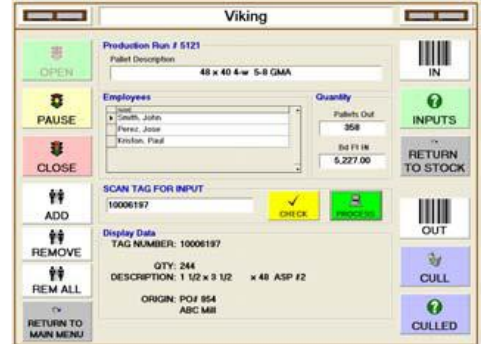 Viking
OPEN
PAUSE
CLOSE
ADD
REMOVE
REM ALL
RETURN TO
MAIN MENU
Production Run # 5121
Pallet Description
48 x 40 4-w 5-8 GMA
Employees
Smith, John
Perez, Jose
Kriston, Paul
Quantity
Pallets Out
358
Bd Ft IN
5,227.00
SCAN TAG FOR INPUT
10006197
CHECK
PROCESS
Display Data
TAG NUMBER: 10006197
QTY: 244
DESCRIPTION: 1 1/2 x 3 1/2 x 48 ASP #2
ORIGIN: PO# 854
ABC Mill
IN
INPUTS
RETURN
TO STOCK
OUT
CULL
CULLED